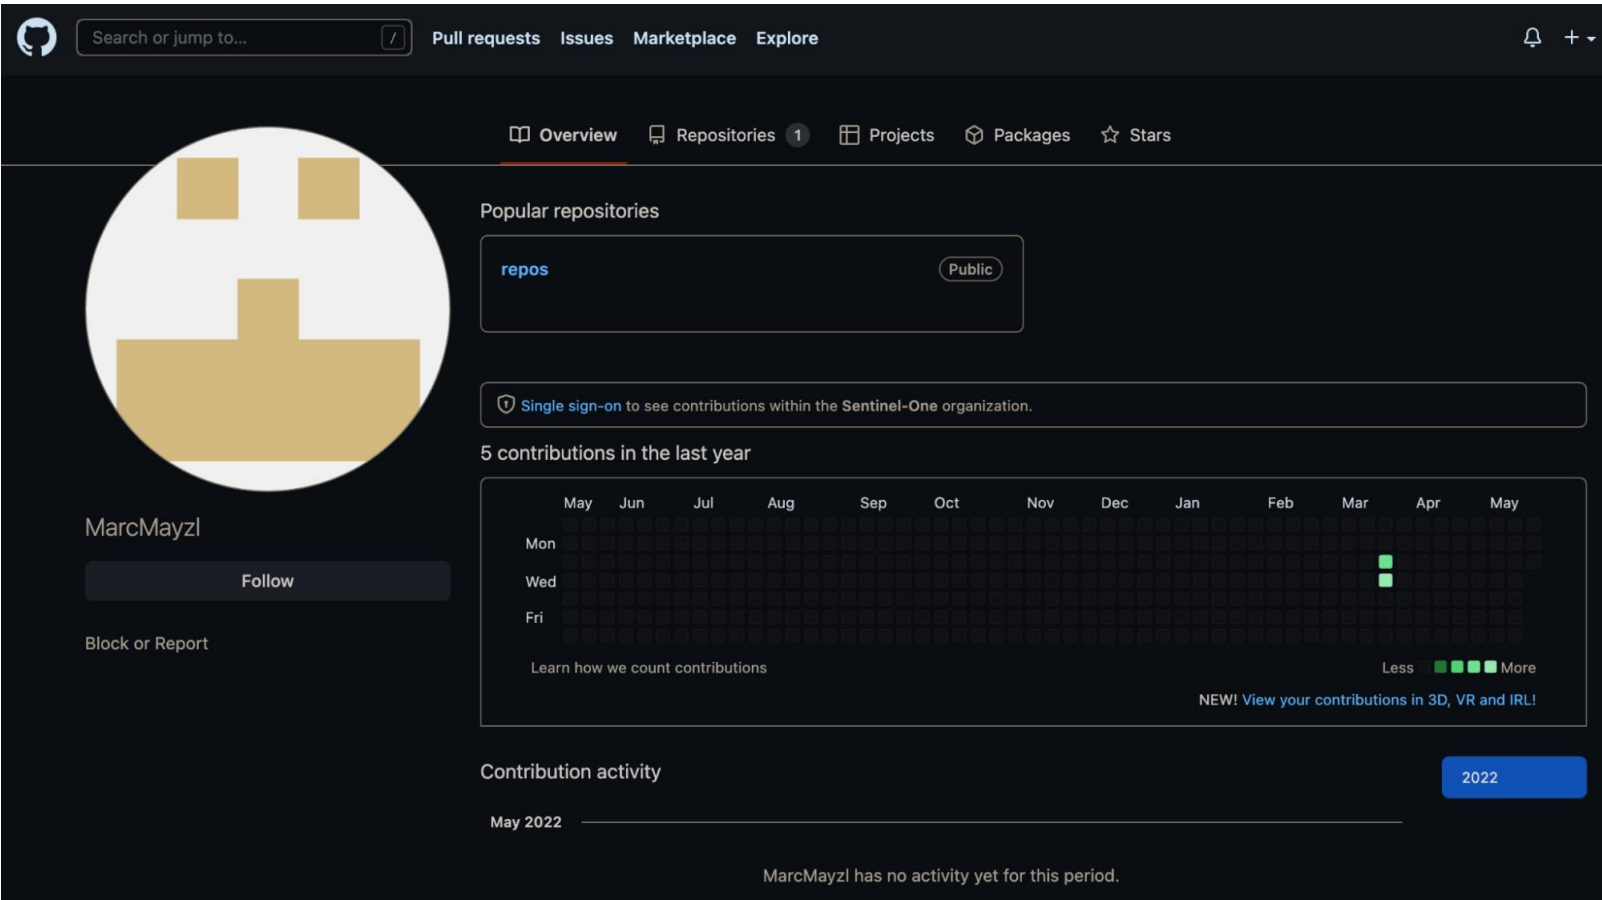 Search or jump to... /
Pull requests Issues Marketplace Explore
Overview Repositories 1 Projects Packages Stars
Popular repositories
repos Public
Single sign-on to see contributions within the Sentinel-One organization.
5 contributions in the last year
May Jun Jul Aug Sep Oct Nov Dec Jan Feb Mar Apr May
Mon
Wed
Fri
Learn how we count contributions
Less More
NEW! View your contributions in 3D, VR and IRL!
MarcMayzl
Follow
Block or Report
Contribution activity
2022
May 2022
MarcMayzl has no activity yet for this period.